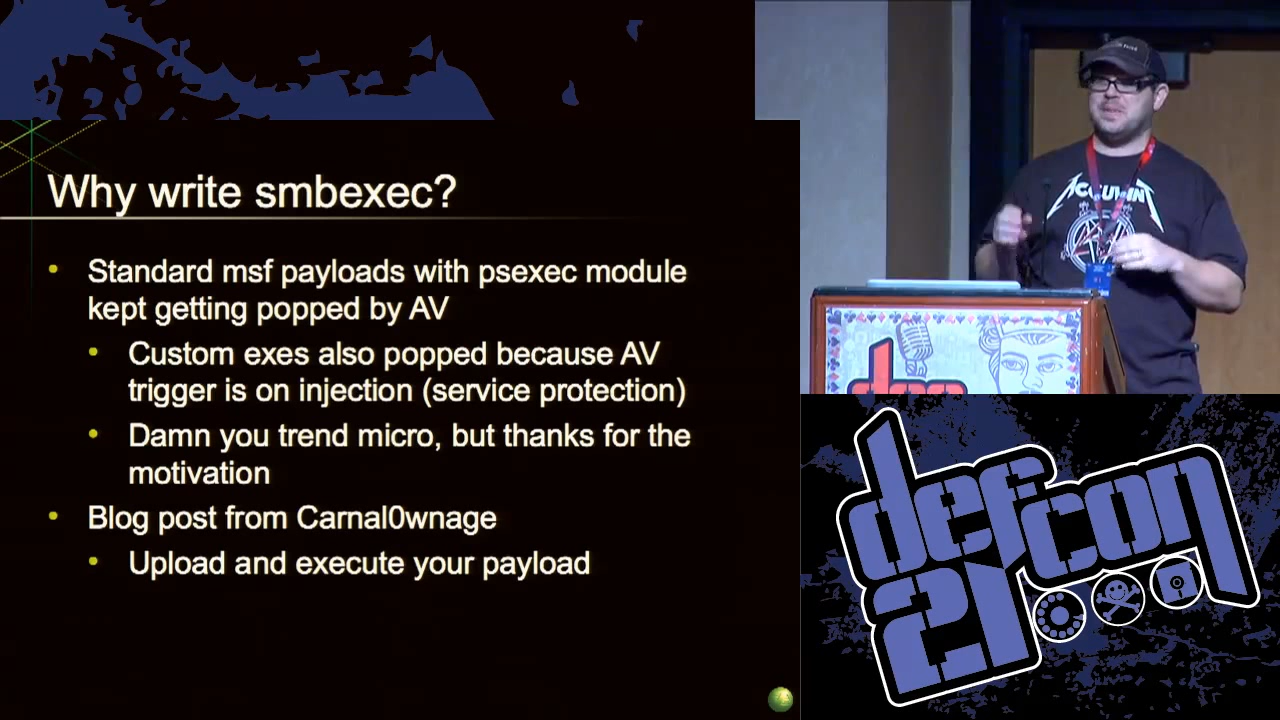 Why write smbexec?
• Standard msf payloads with psexec module
kept getting popped by AV
• Custom exes also popped because AV
trigger is on injection (service protection)
• Damn you trend micro, but thanks for the
motivation
• Blog post from Carnal0wnage
• Upload and execute your payload
ACCUVANT
def
defcon
21